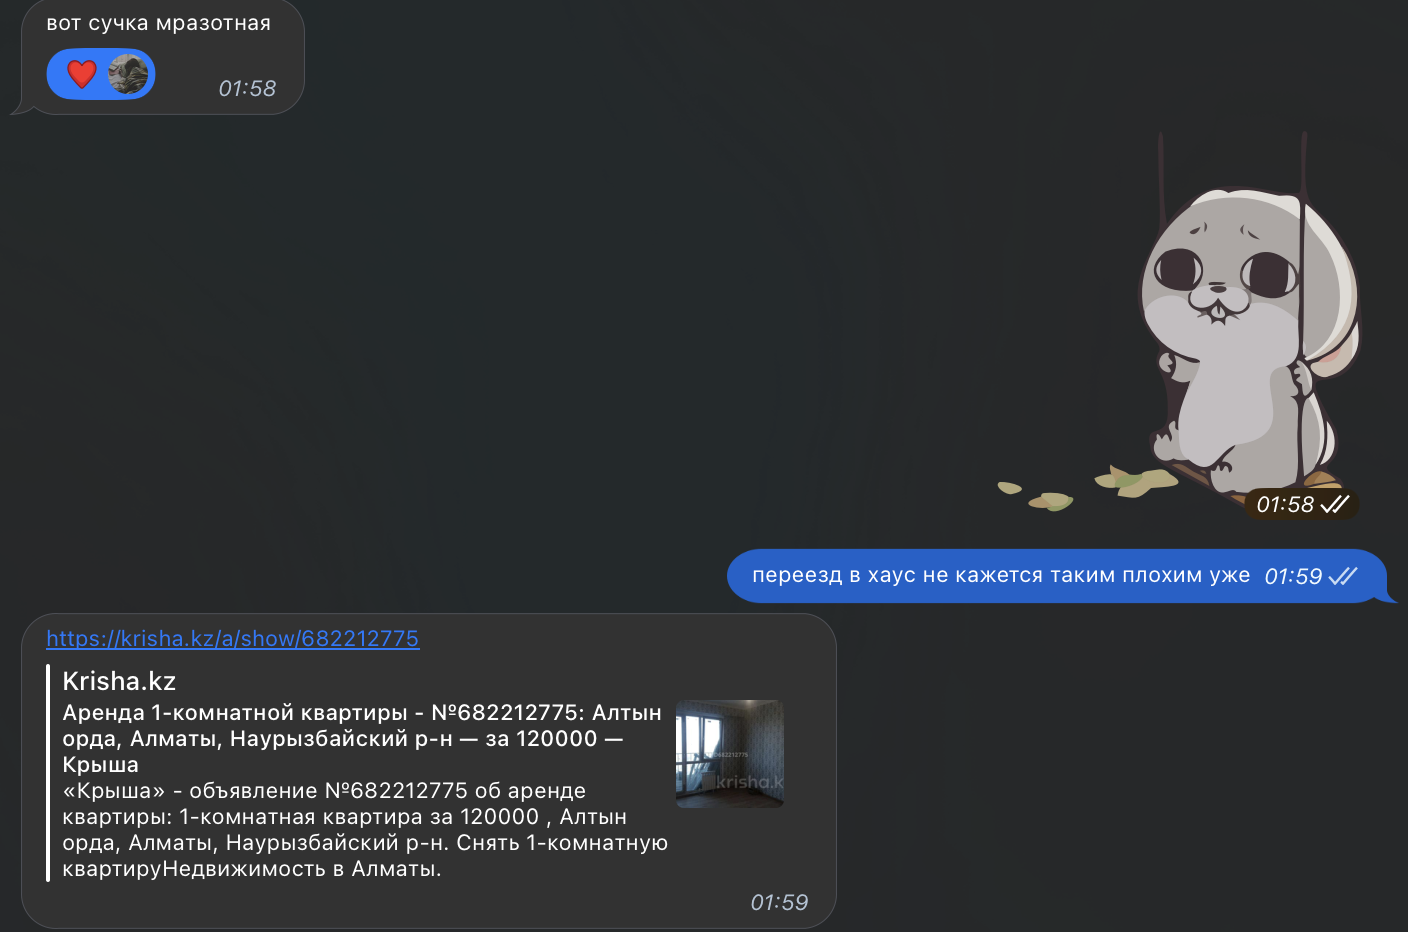 вот сучка мразотная
01:58
01:58
переезд в хаус не кажется таким плохим уже 01:59
https://krisha.kz/a/show/682212775
Krisha.kz
Аренда 1-комнатной квартиры - №682212775: Алтын
орда, Алматы, Наурызбайский р-н — за 120000 —
Крыша
«Крыша» - объявление №682212775 об аренде
квартиры: 1-комнатная квартира за 120000 , Алтын
орда, Алматы, Наурызбайский р-н. Снять 1-комнатную
квартируНедвижимость в Алматы.
682212775
krisha.k
01:59